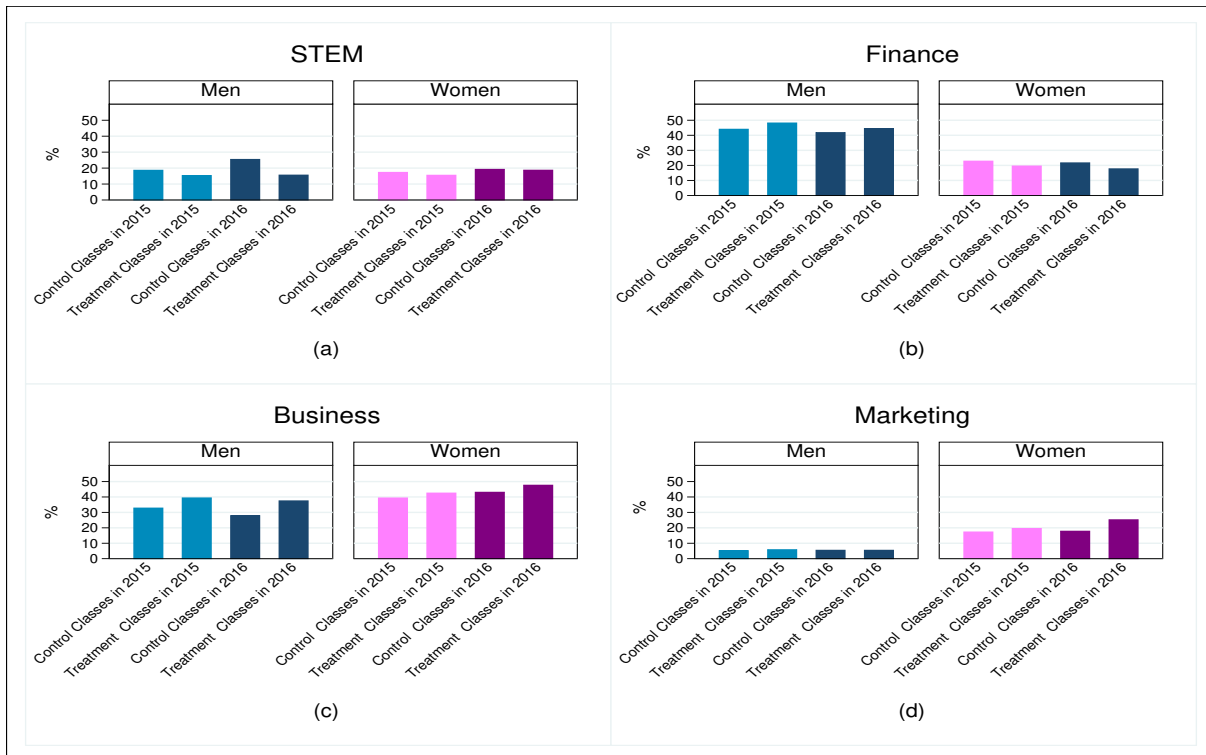 STEM
Men
Women
%
50
40
30
20
10
0
Control Classes in 2015
Treatment Classes in 2015
Control Classes in 2016
Treatment Classes in 2016
Control Classes in 2015
Treatment Classes in 2015
Control Classes in 2016
Treatment Classes in 2016
(a)
Finance
Men
Women
%
50
40
30
20
10
0
Control Classes in 2015
Treatmentl Classes in 2015
Control Classes in 2016
Treatment Classes in 2016
Control Classes in 2015
Treatment Classes in 2015
Control Classes in 2016
Treatment Classes in 2016
(b)
Business
Men
Women
%
50
40
30
20
10
0
Control Classes in 2015
Treatment Classes in 2015
Control Classes in 2016
Treatment Classes in 2016
Control Classes in 2015
Treatment Classes in 2015
Control Classes in 2016
Treatment Classes in 2016
(c)
Marketing
Men
Women
%
50
40
30
20
10
0
Control Classes in 2015
Treatment Classes in 2015
Control Classes in 2016
Treatment Classes in 2016
Control Classes in 2015
Treatment Classes in 2015
Control Classes in 2016
Treatment Classes in 2016
(d)